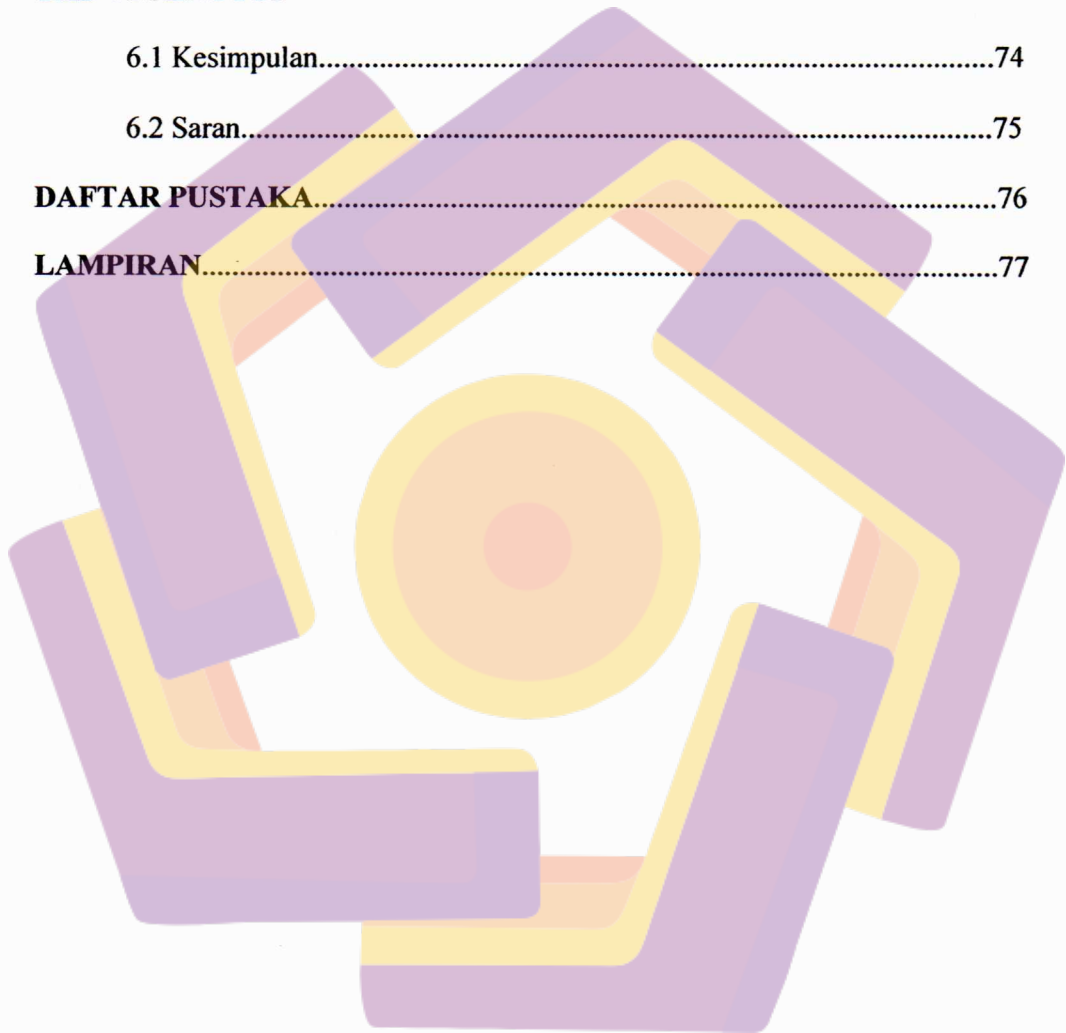 6.1 Kesimpulan....................................................................................74
6.2 Saran..............................................................................................75
DAFTAR PUSTAKA.........................................................................................76
LAMPIRAN.......................................................................................................77